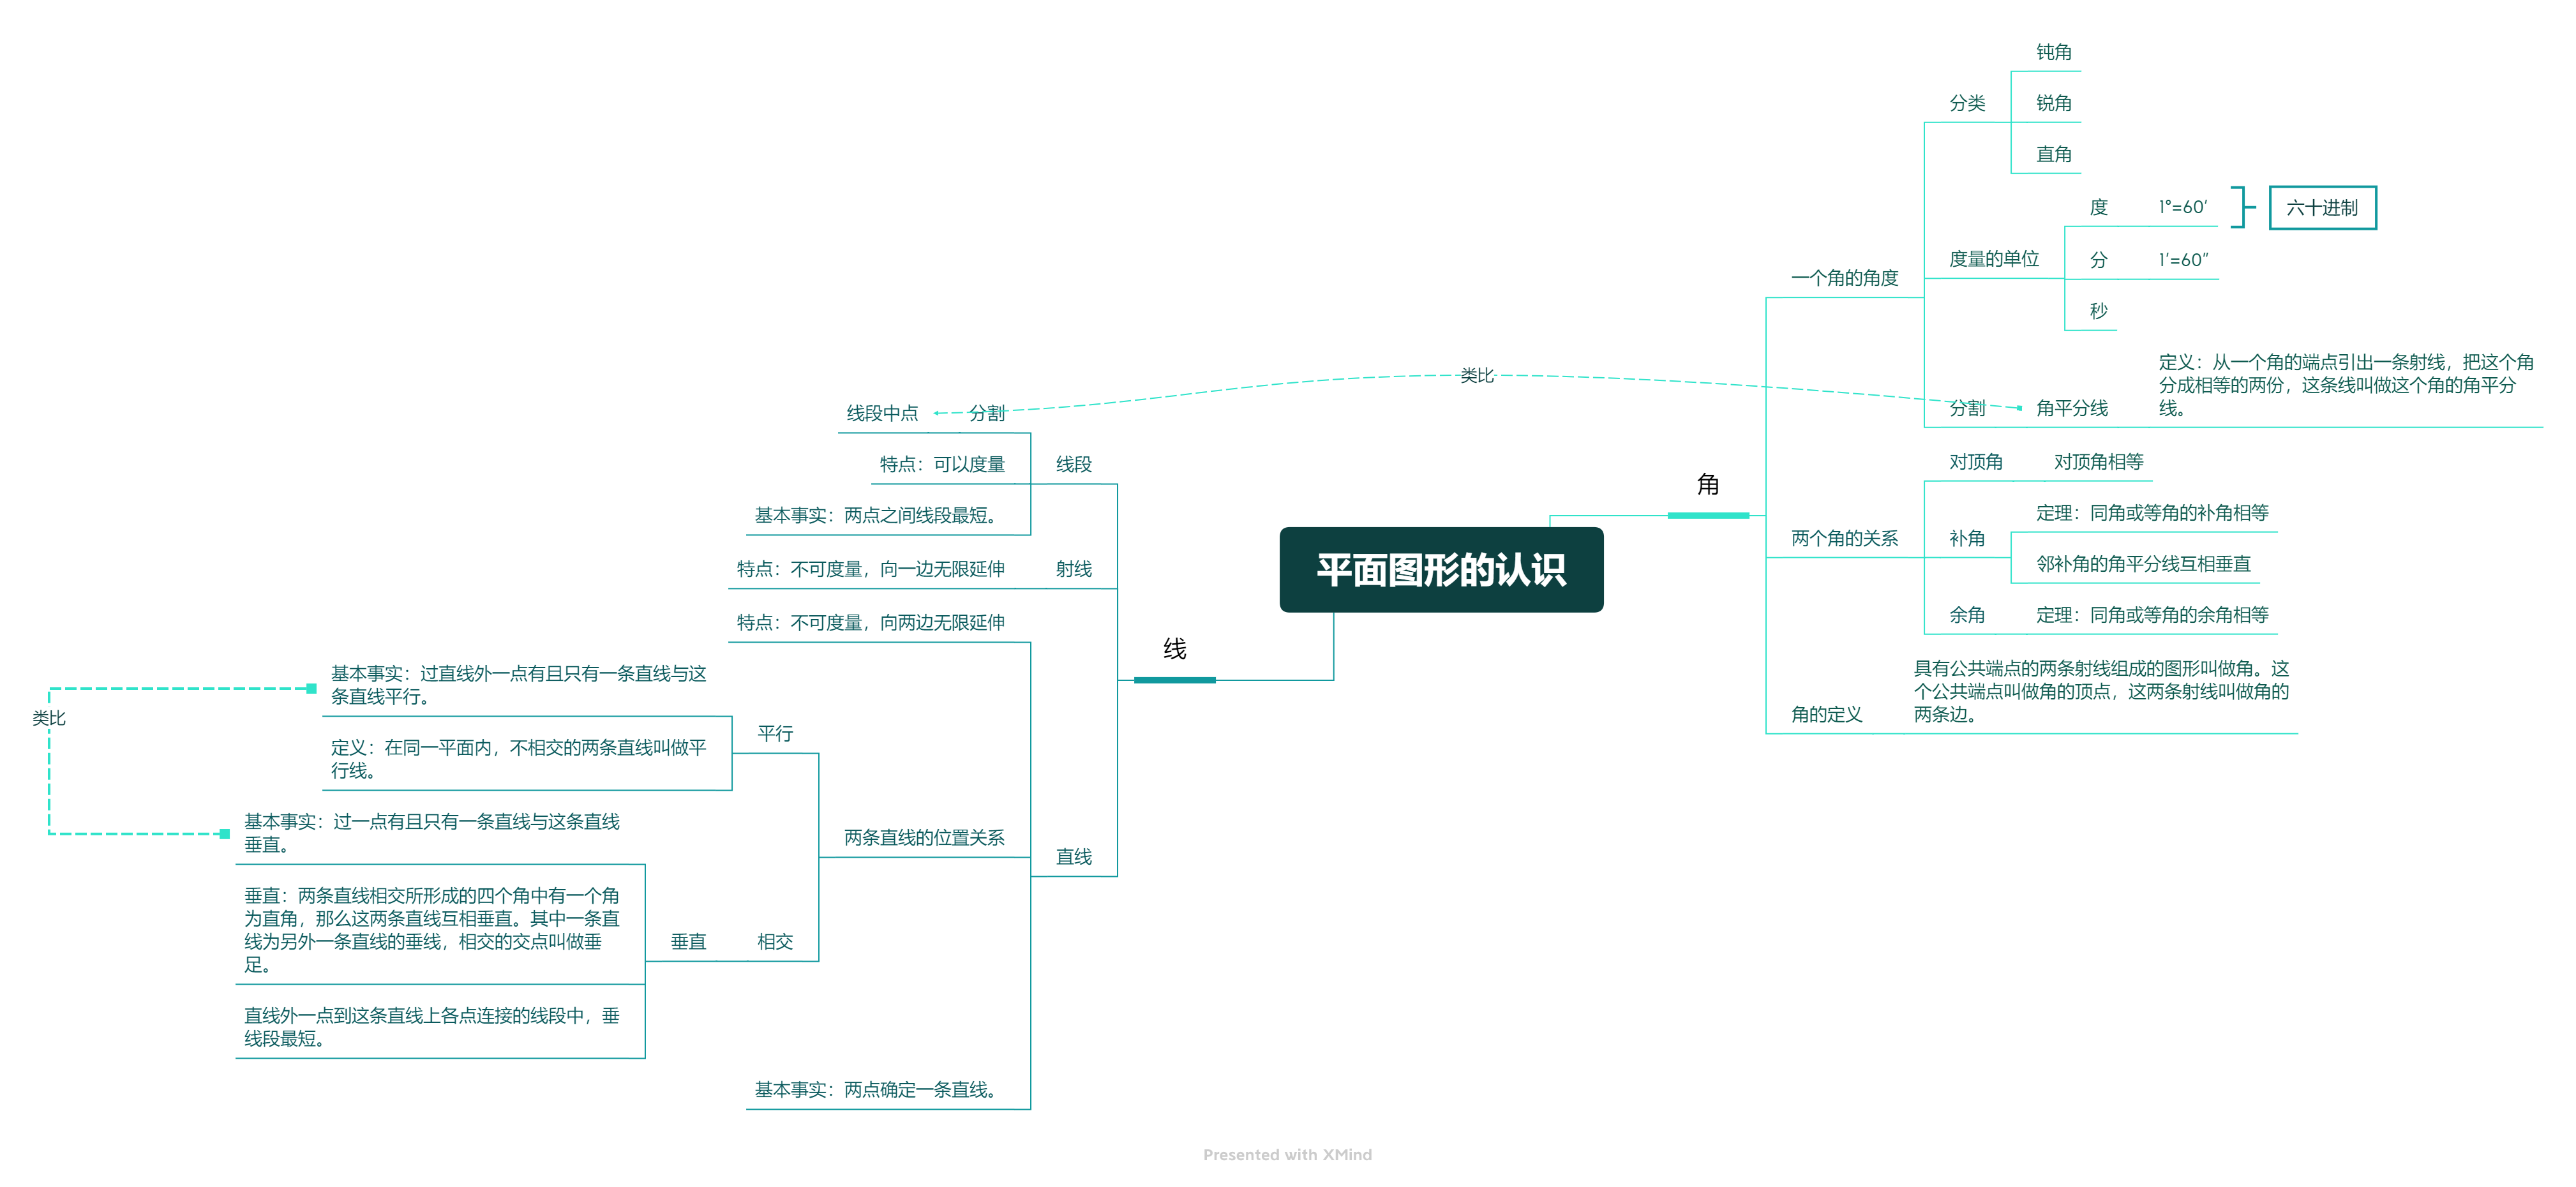 平面图形的认识
角
一个角的角度
分类
钝角
锐角
直角
度量的单位
度
1°=60′
分
1′=60″
秒
六十进制
分割
角平分线
定义：从一个角的端点引出一条射线，把这个角
分成相等的两份，这条线叫做这个角的角平分
线。
两个角的关系
对顶角
对顶角相等
补角
定理：同角或等角的补角相等
邻补角的角平分线互相垂直
余角
定理：同角或等角的余角相等
角的定义
具有公共端点的两条射线组成的图形叫做角。这
个公共端点叫做角的顶点，这两条射线叫做角的
两条边。
类比
线
线段
分割
线段中点
特点：可以度量
基本事实：两点之间线段最短。
射线
特点：不可度量，向一边无限延伸
直线
特点：不可度量，向两边无限延伸
两条直线的位置关系
平行
基本事实：过直线外一点有且只有一条直线与这
条直线平行。
定义：在同一平面内，不相交的两条直线叫做平
行线。
相交
垂直
基本事实：过一点有且只有一条直线与这条直线
垂直。
垂直：两条直线相交所形成的四个角中有一个角
为直角，那么这两条直线互相垂直。其中一条直
线为另外一条直线的垂线，相交的交点叫做垂
足。
直线外一点到这条直线上各点连接的线段中，垂
线段最短。
类比
基本事实：两点确定一条直线。
Presented with XMind